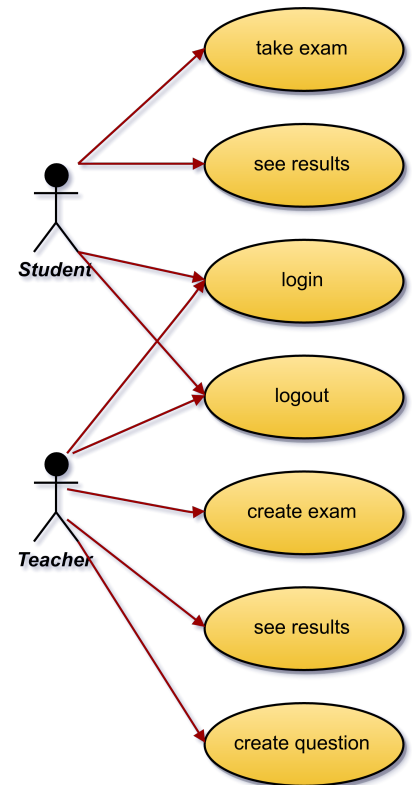 take exam
see results
Student
login
logout
Teacher
create exam
see results
create question